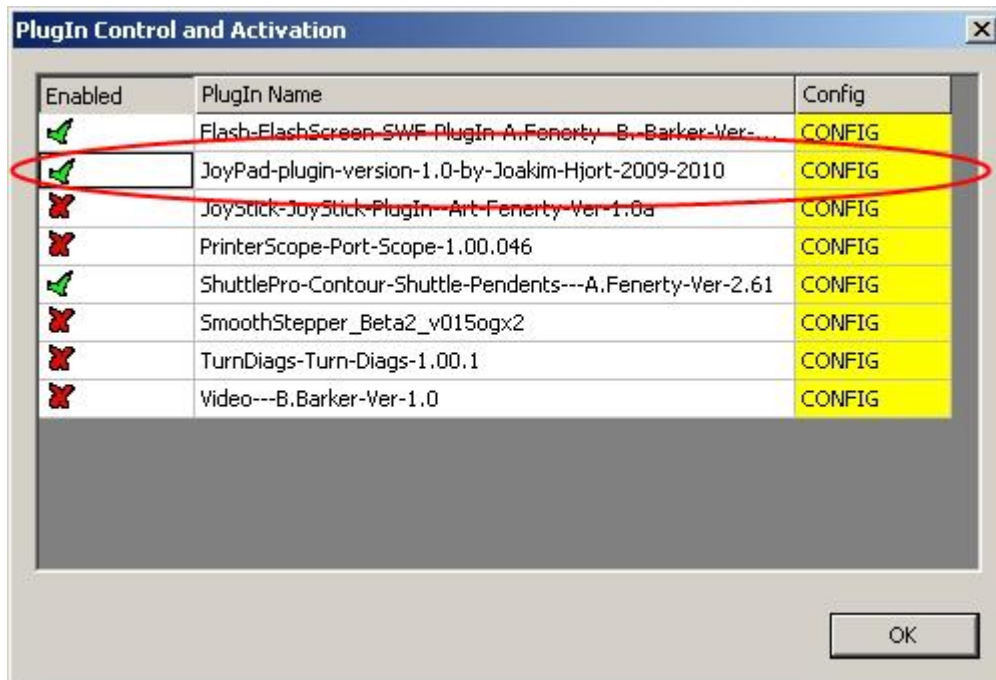 PlugIn Control and Activation
Enabled PlugIn Name Config
Flash-FlashScreen-SWF-PlugIn-A.Fenerty--B.-Barker-Ver-... CONFIG
JoyPad-plugin-version-1.0-by-Joakim-Hjort-2009-2010 CONFIG
JoyStick-JoyStick-PlugIn--Art-Fenerty-Ver-1.0a CONFIG
PrinterScope-Port-Scope-1.00.046 CONFIG
ShuttlePro-Contour-Shuttle-Pendents---A.Fenerty-Ver-2.61 CONFIG
SmoothStepper_Beta2_v015ogx2 CONFIG
TurnDiags-Turn-Diags-1.00.1 CONFIG
Video---B.Barker-Ver-1.0 CONFIG
OK